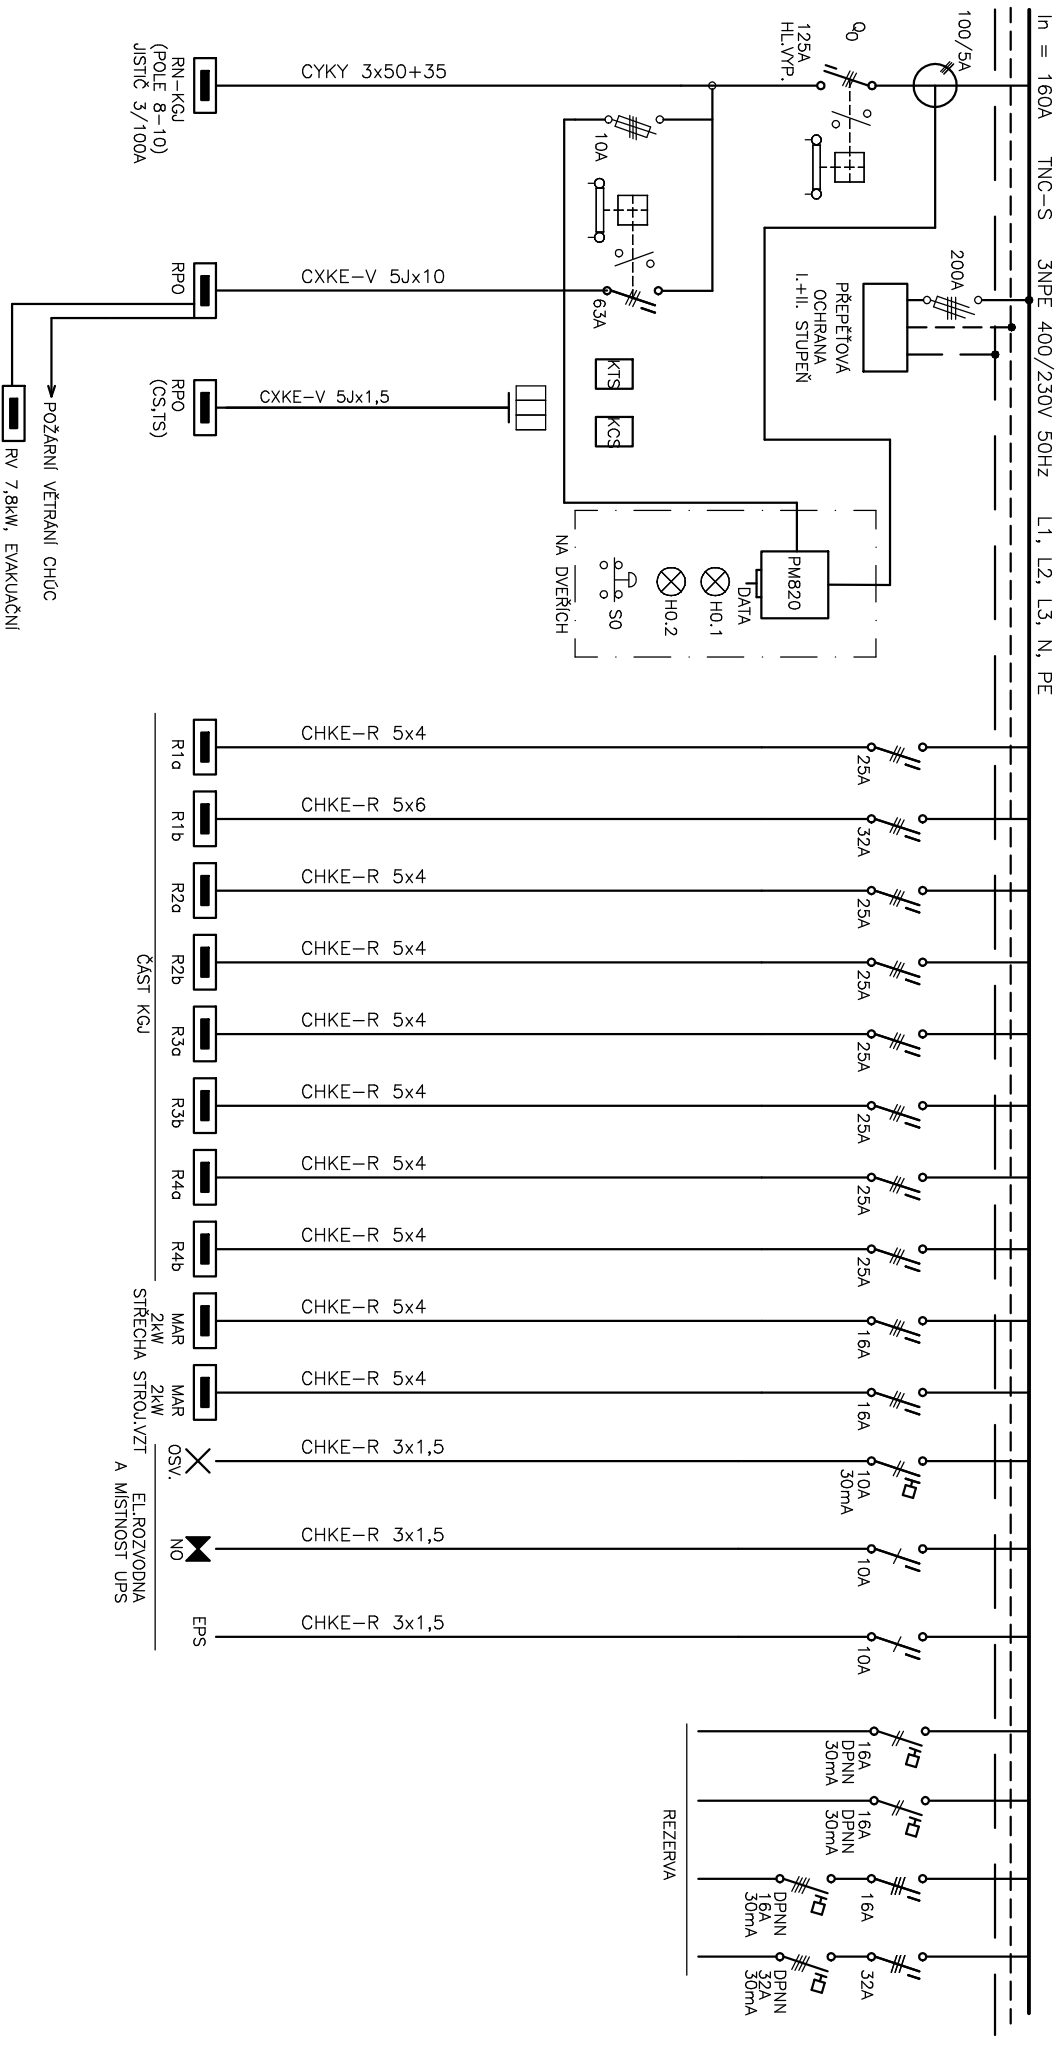 In = 160A TNC-S 3NPE 400/230V 50Hz L1, L2, L3, N, PE
100/5A
Q0
125A
HL.VYP.
200A
PŘEPĚŤOVÁ
OCHRANA
I.+II. STUPEŇ
10A
63A
KTS
KCS
PM820
DATA
H0.1
H0.2
S0
NA DVEŘÍCH
CYKY 3x50+35
RN-KGJ
(POLE 8-10)
JISTIČ 3/100A
CXKE-V 5Jx10
RPO
CXKE-V 5Jx1,5
RPO
(CS,TS)
POŽÁRNÍ VĚTRÁNÍ CHÚC
RV 7,8kW, EVAKUAČNÍ
25A
CHKE-R 5x4
R1a
32A
CHKE-R 5x6
R1b
25A
CHKE-R 5x4
R2a
25A
CHKE-R 5x4
R2b
25A
CHKE-R 5x4
R3a
25A
CHKE-R 5x4
R3b
25A
CHKE-R 5x4
R4a
25A
CHKE-R 5x4
R4b
ČÁST KGJ
16A
CHKE-R 5x4
MAR
2kW
16A
CHKE-R 5x4
MAR
2kW
STŘECHA STROJ.VZT
10A
30mA
CHKE-R 3x1,5
OSV.
10A
CHKE-R 3x1,5
NO
10A
CHKE-R 3x1,5
EPS
EL.ROZVODNA
A MÍSTNOST UPS
16A
DPNN
30mA
16A
DPNN
30mA
16A
DPNN
16A
30mA
32A
DPNN
32A
30mA
REZERVA